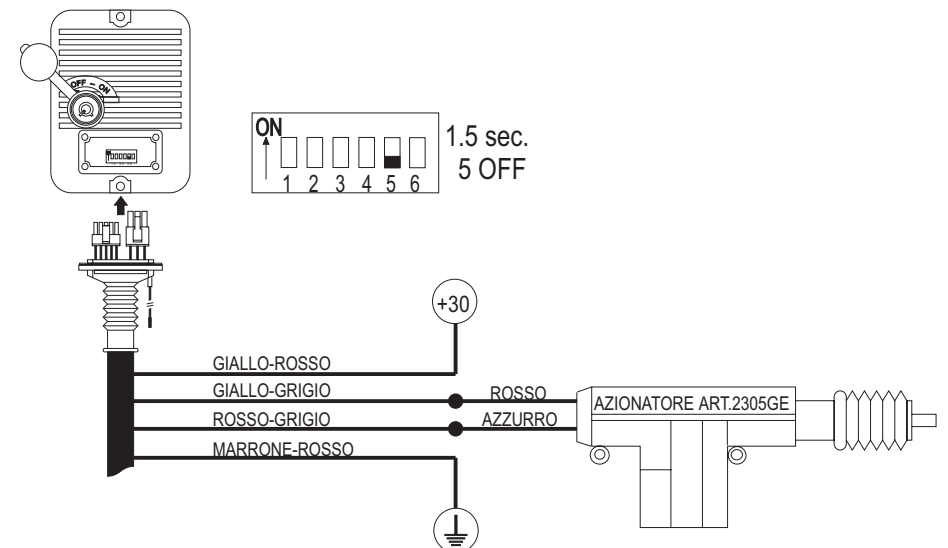 OFF - ON
ON
1 2 3 4 5 6
1.5 sec.
5 OFF
+30
GIALLO-ROSSO
GIALLO-GRIGIO
ROSSO
ROSSO-GRIGIO
AZZURRO
MARRONE-ROSSO
AZIONATORE ART.2305GE